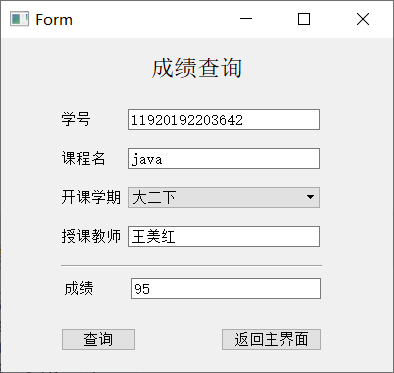 Form
成绩查询
学号 11920192203642
课程名 java
开课学期 大二下
授课教师 王美红
成绩 95
查询 返回主界面